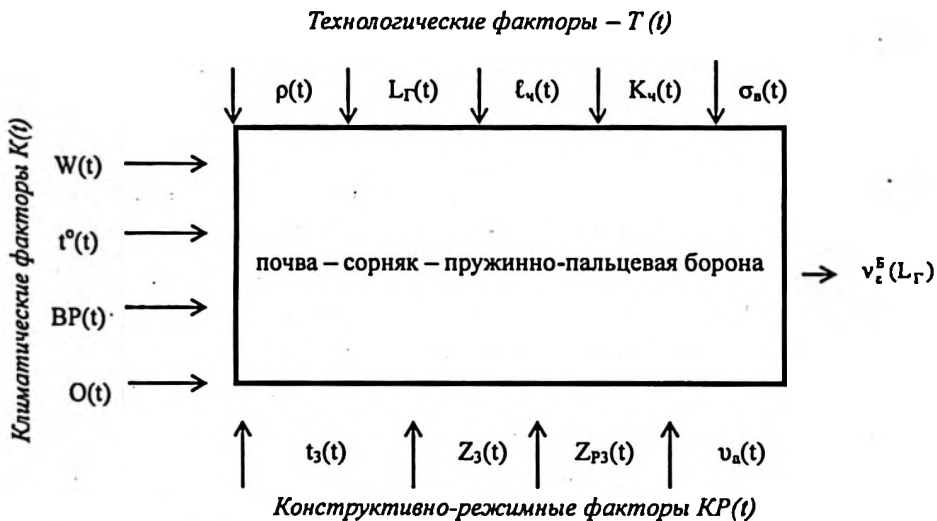 Технологические факторы – T (t)
ρ(t) L_Г(t) ℓ_ч(t) K_ч(t) σ_в(t)
Климатические факторы K(t)
W(t)
t°(t)
BP(t)
O(t)
почва – сорняк – пружинно-пальцевая борона
ν_с^Б(L_Г)
t_З(t) Z_З(t) Z_РЗ(t) υ_а(t)
Конструктивно-режимные факторы KP(t)